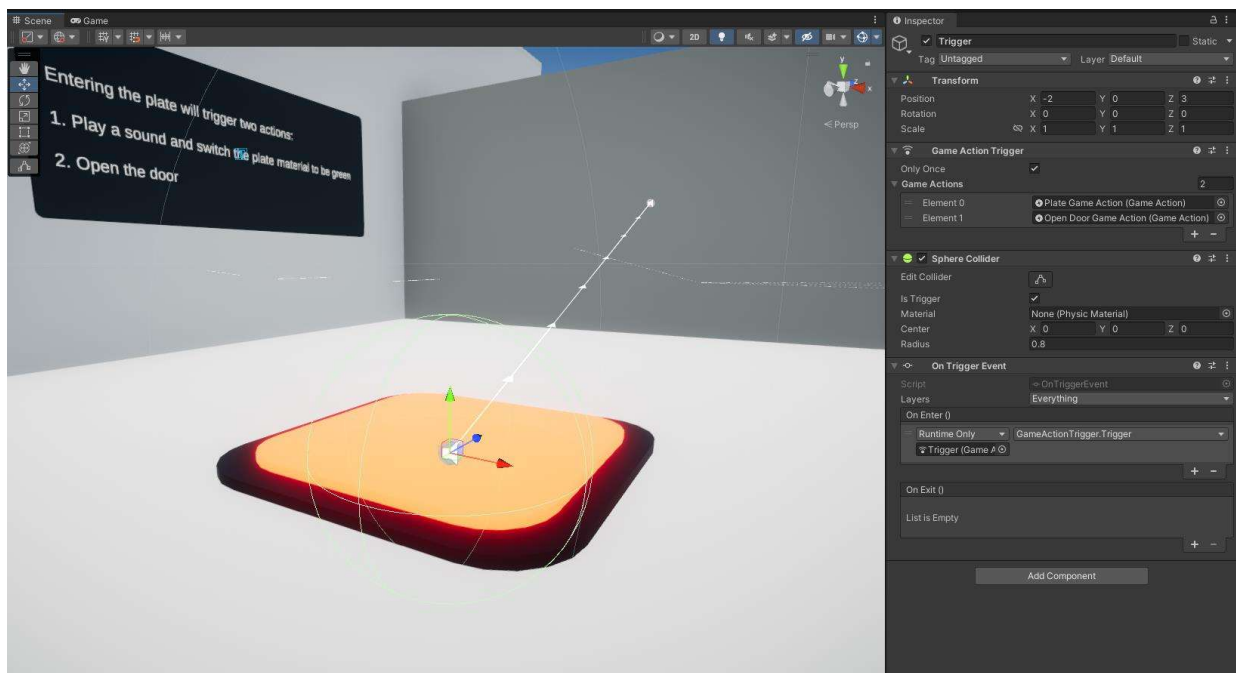 Scene Game
2D
Entering the plate will trigger two actions:
1. Play a sound and switch the plate material to be green
2. Open the door
y
z
x
< Persp
Inspector
Trigger Static
Tag Untagged Layer Default
Transform
Position X -2 Y 0 Z 3
Rotation X 0 Y 0 Z 0
Scale X 1 Y 1 Z 1
Game Action Trigger
Only Once
Game Actions 2
Element 0 Plate Game Action (Game Action)
Element 1 Open Door Game Action (Game Action)
+ -
Sphere Collider
Edit Collider
Is Trigger
Material None (Physic Material)
Center X 0 Y 0 Z 0
Radius 0.8
On Trigger Event
Script OnTriggerEvent
Layers Everything
On Enter ()
Runtime Only GameActionTrigger.Trigger
Trigger (Game A
+ -
On Exit ()
List is Empty
+ -
Add Component